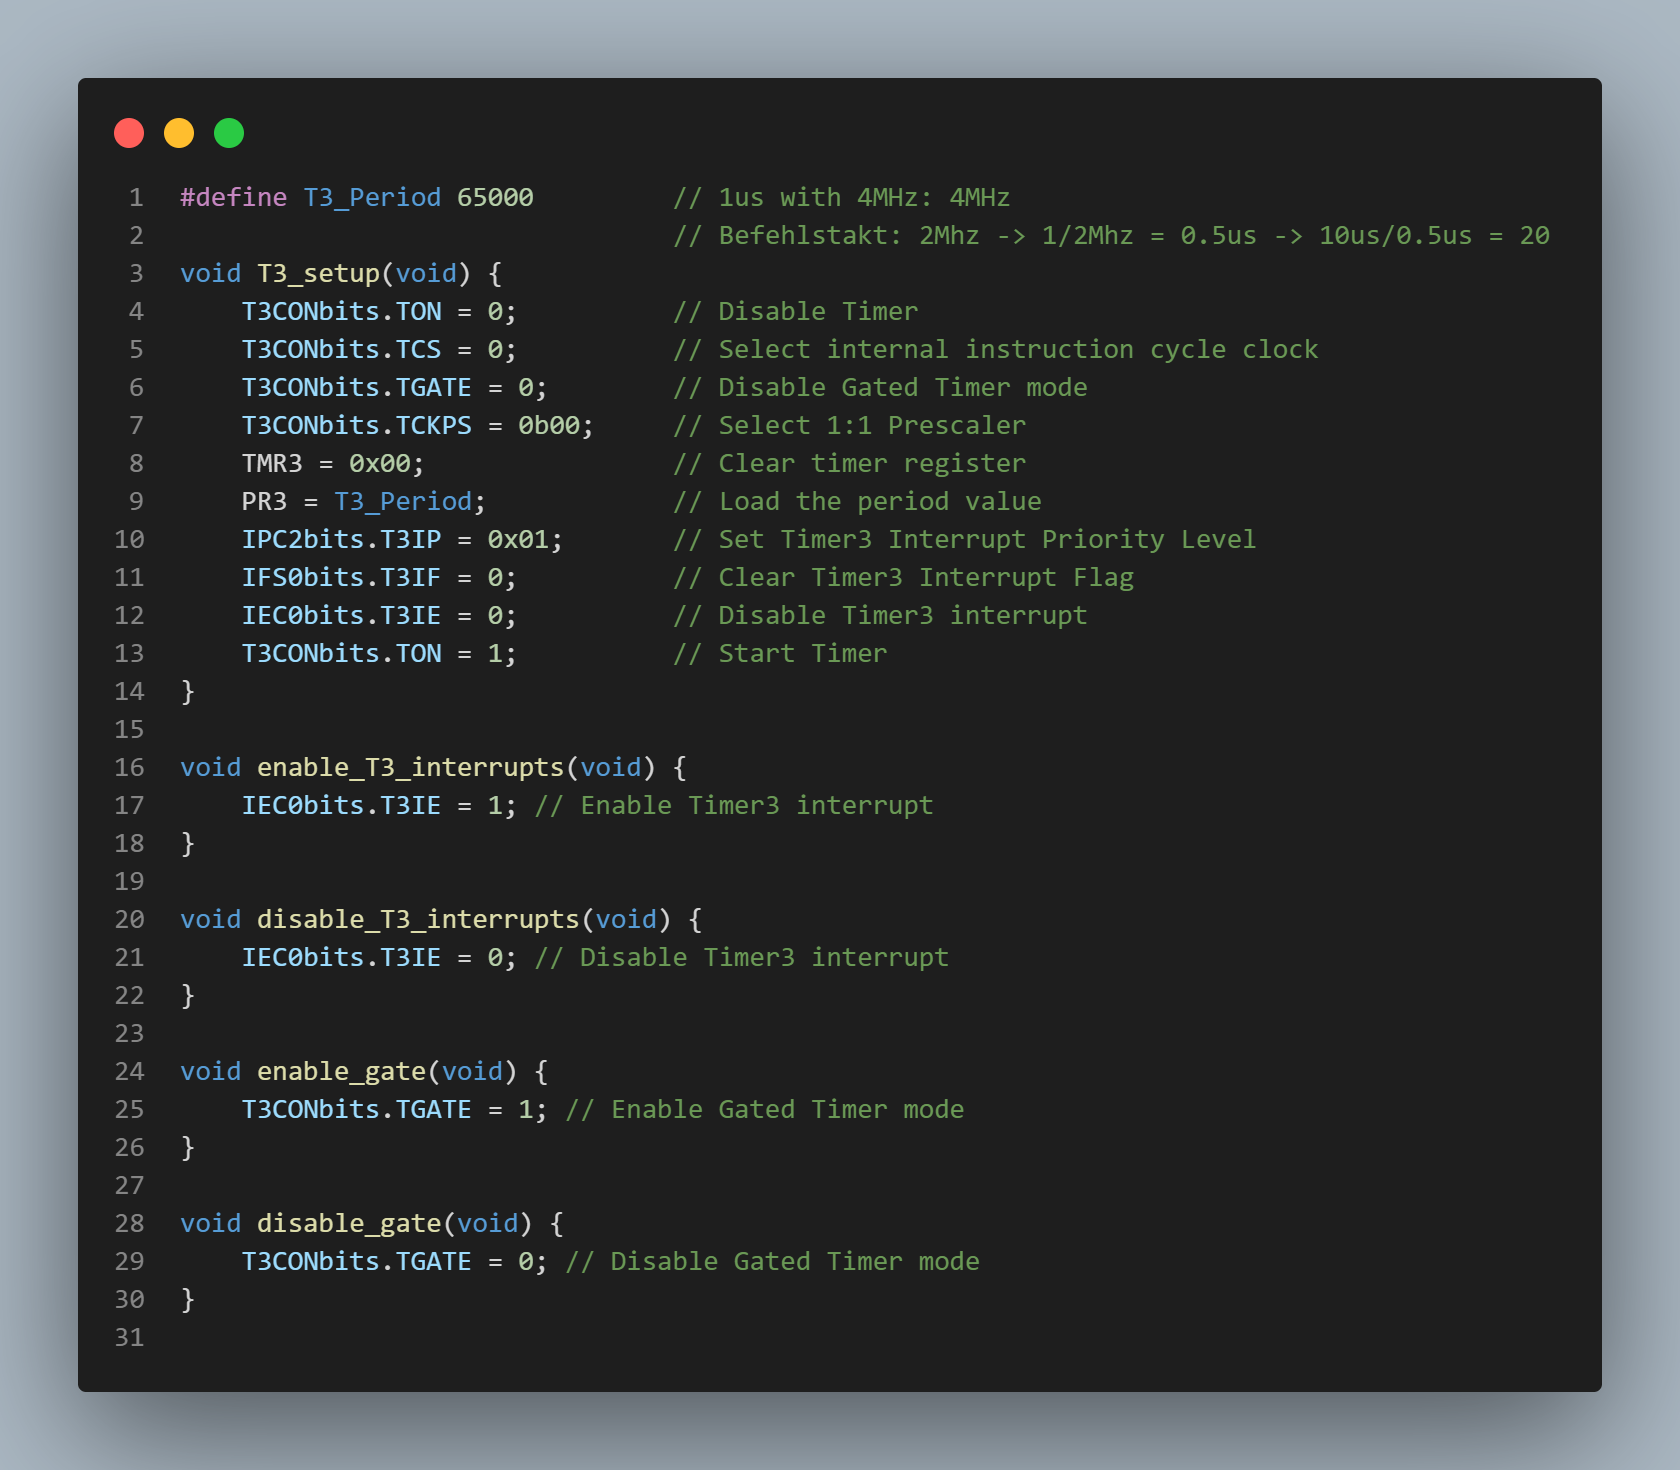 1 #define T3_Period 65000 // 1us with 4MHz: 4MHz
2 // Befehlstakt: 2Mhz -> 1/2Mhz = 0.5us -> 10us/0.5us = 20
3 void T3_setup(void) {
4 T3CONbits.TON = 0; // Disable Timer
5 T3CONbits.TCS = 0; // Select internal instruction cycle clock
6 T3CONbits.TGATE = 0; // Disable Gated Timer mode
7 T3CONbits.TCKPS = 0b00; // Select 1:1 Prescaler
8 TMR3 = 0x00; // Clear timer register
9 PR3 = T3_Period; // Load the period value
10 IPC2bits.T3IP = 0x01; // Set Timer3 Interrupt Priority Level
11 IFS0bits.T3IF = 0; // Clear Timer3 Interrupt Flag
12 IEC0bits.T3IE = 0; // Disable Timer3 interrupt
13 T3CONbits.TON = 1; // Start Timer
14 }
15
16 void enable_T3_interrupts(void) {
17 IEC0bits.T3IE = 1; // Enable Timer3 interrupt
18 }
19
20 void disable_T3_interrupts(void) {
21 IEC0bits.T3IE = 0; // Disable Timer3 interrupt
22 }
23
24 void enable_gate(void) {
25 T3CONbits.TGATE = 1; // Enable Gated Timer mode
26 }
27
28 void disable_gate(void) {
29 T3CONbits.TGATE = 0; // Disable Gated Timer mode
30 }
31